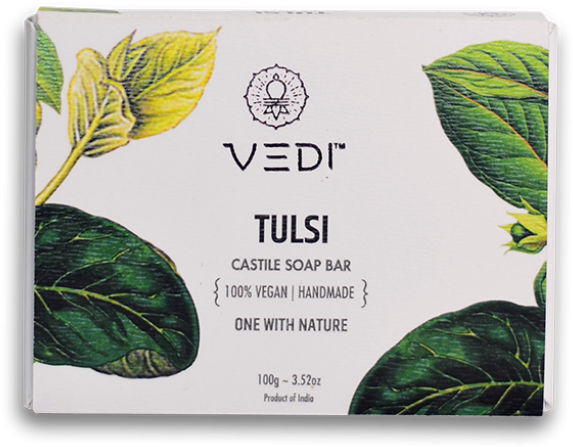 VEDI™
TULSI
CASTILE SOAP BAR
{ 100% VEGAN | HANDMADE }
ONE WITH NATURE
100g ~ 3.52oz
Product of India